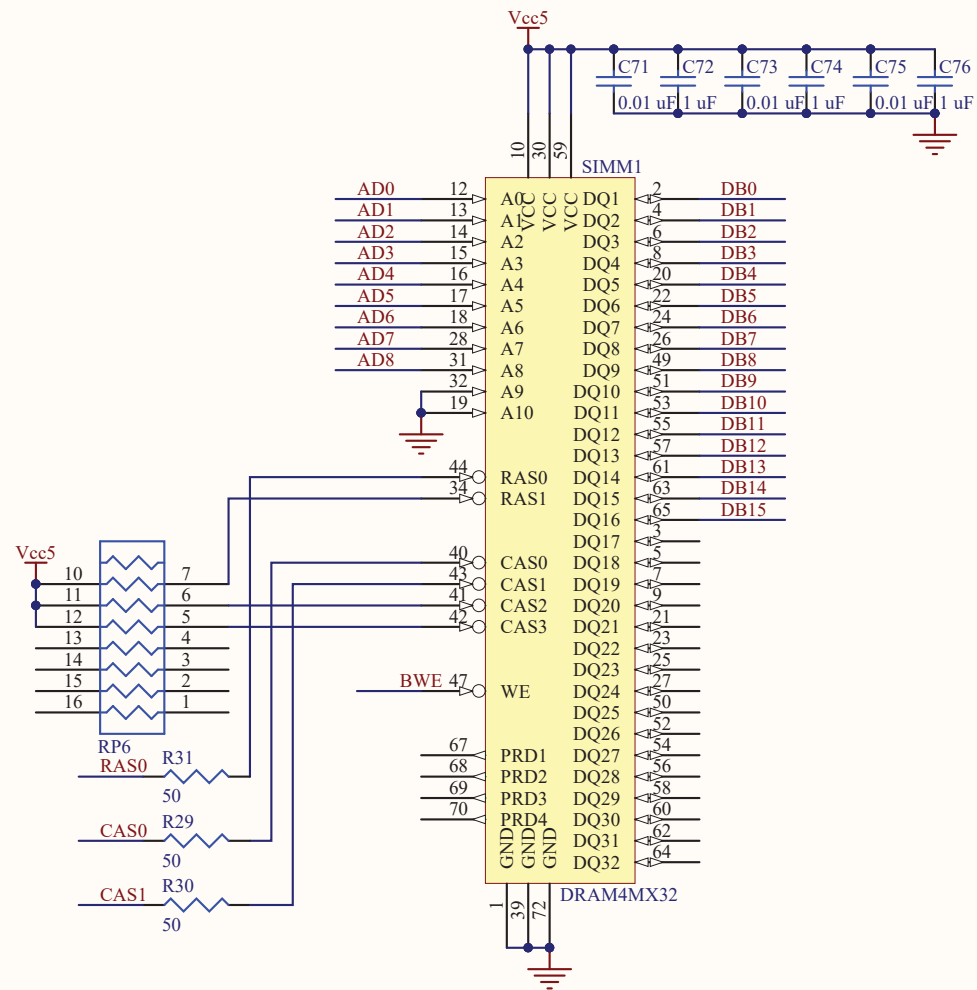 Vcc5
C71 C72 C73 C74 C75 C76
0.01 uF 1 uF 0.01 uF 1 uF 0.01 uF 1 uF
10 30 59
SIMM1
VCC VCC VCC
AD0 12 A0 DQ1 2 DB0
AD1 13 A1 DQ2 4 DB1
AD2 14 A2 DQ3 6 DB2
AD3 15 A3 DQ4 8 DB3
AD4 16 A4 DQ5 20 DB4
AD5 17 A5 DQ6 22 DB5
AD6 18 A6 DQ7 24 DB6
AD7 28 A7 DQ8 26 DB7
AD8 31 A8 DQ9 49 DB8
32 A9 DQ10 51 DB9
19 A10 DQ11 53 DB10
DQ12 55 DB11
DQ13 57 DB12
44 RAS0 DQ14 61 DB13
34 RAS1 DQ15 63 DB14
DQ16 65 DB15
DQ17 3
Vcc5
40 CAS0 DQ18 5
10 7 43 CAS1 DQ19 7
11 6 41 CAS2 DQ20 9
12 5 42 CAS3 DQ21 21
13 4 DQ22 23
14 3 DQ23 25
15 2 BWE 47 WE DQ24 27
16 1 DQ25 50
DQ26 52
RP6
67 PRD1 DQ27 54
RAS0 R31 50 68 PRD2 DQ28 56
69 PRD3 DQ29 58
70 PRD4 DQ30 60
CAS0 R29 50 DQ31 62
DQ32 64
GND GND GND
CAS1 R30 50
DRAM4MX32
1 39 72